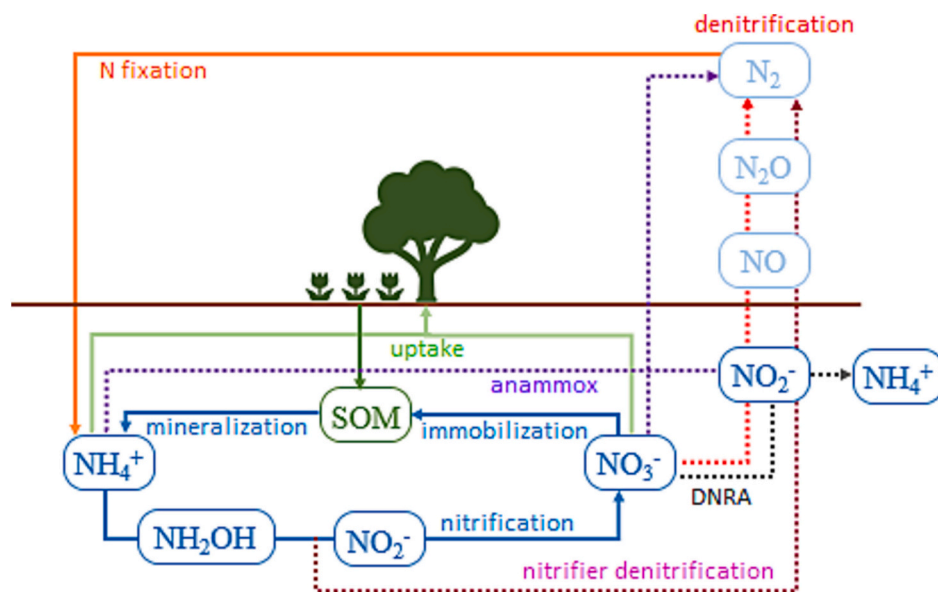 denitrification
N fixation
N₂
N₂O
NO
uptake
anammox
NO₂⁻
NH₄⁺
SOM
mineralization
immobilization
NH₄⁺
NO₃⁻
DNRA
NH₂OH
NO₂⁻
nitrification
nitrifier denitrification